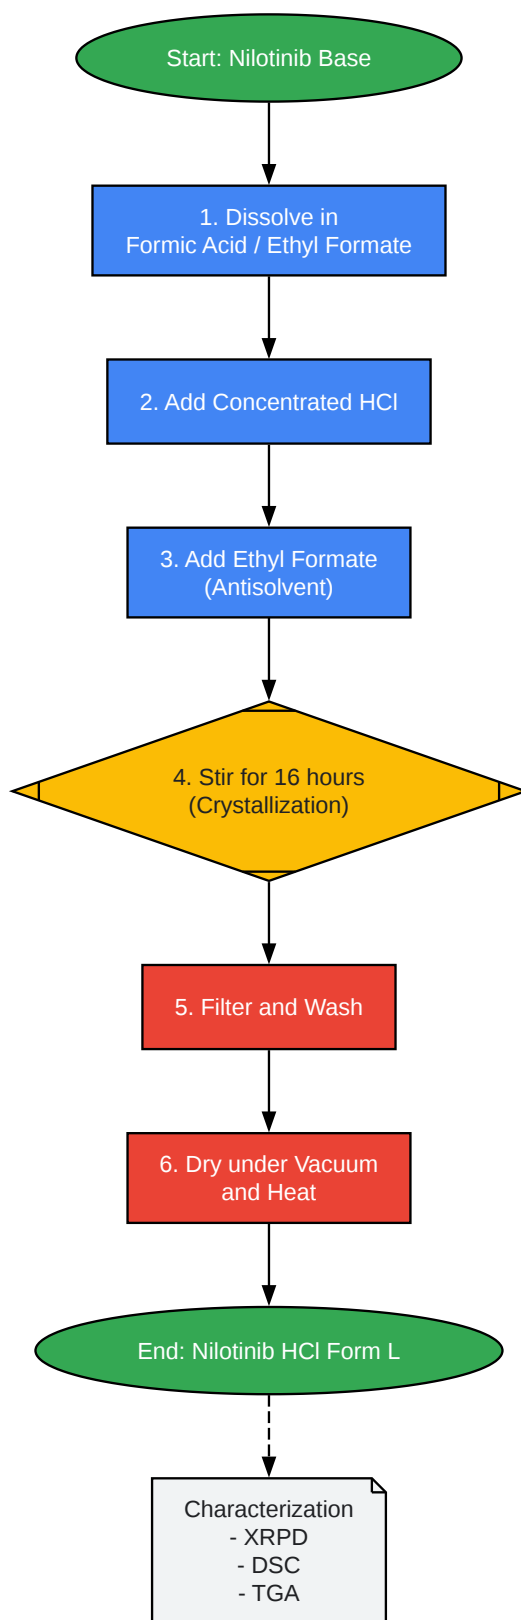 Start: Nilotinib Base
1. Dissolve in
Formic Acid / Ethyl Formate
2. Add Concentrated HCl
3. Add Ethyl Formate
(Antisolvent)
4. Stir for 16 hours
(Crystallization)
5. Filter and Wash
6. Dry under Vacuum
and Heat
End: Nilotinib HCl Form L
Characterization
- XRPD
- DSC
- TGA